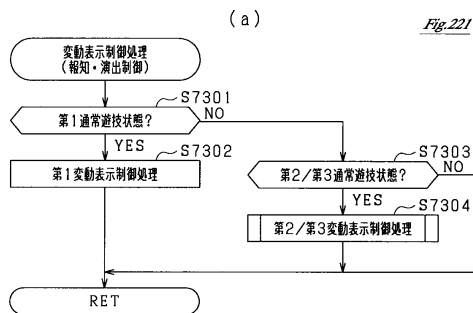 (a)
Fig.221
変動表示制御処理
(報知・演出制御)
S7301
第1通常遊技状態?
NO
YES
S7302
第1変動表示制御処理
S7303
第2/第3通常遊技状態?
NO
YES
S7304
第2/第3変動表示制御処理
RET